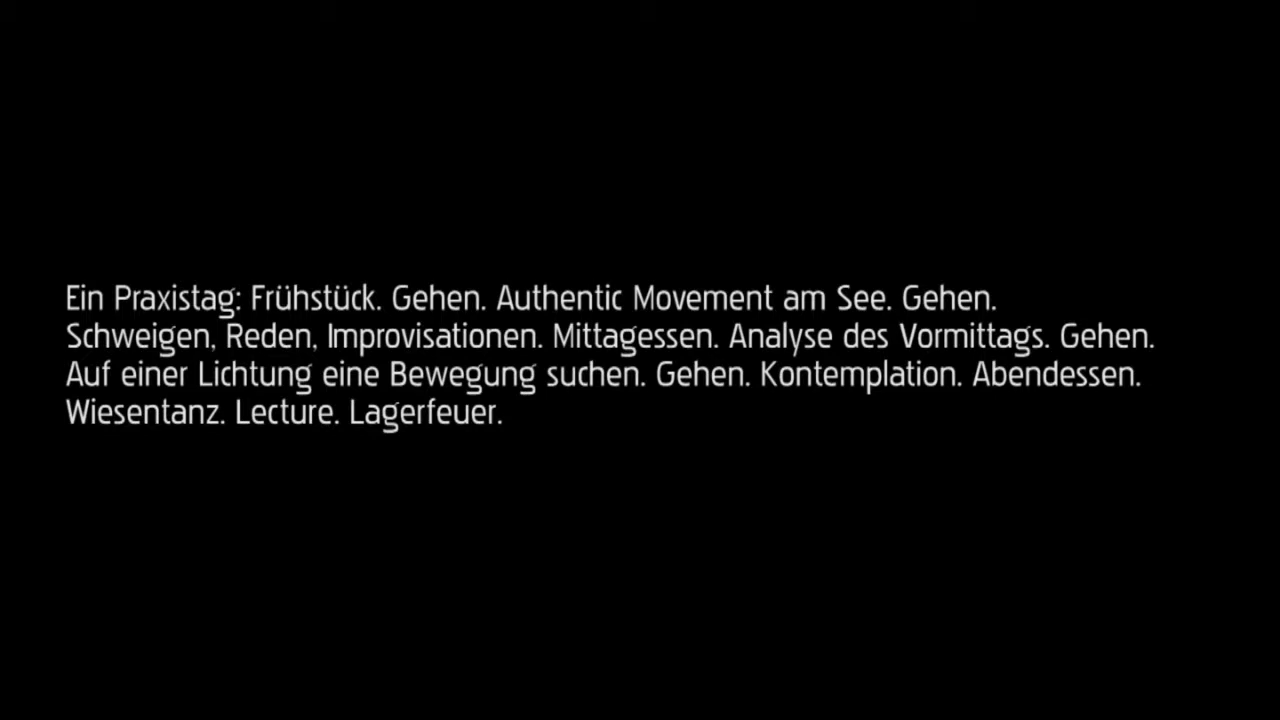 Ein Praxistag: Frühstück. Gehen. Authentic Movement am See. Gehen.
Schweigen, Reden, Improvisationen. Mittagessen. Analyse des Vormittags. Gehen.
Auf einer Lichtung eine Bewegung suchen. Gehen. Kontemplation. Abendessen.
Wiesentanz. Lecture. Lagerfeuer.